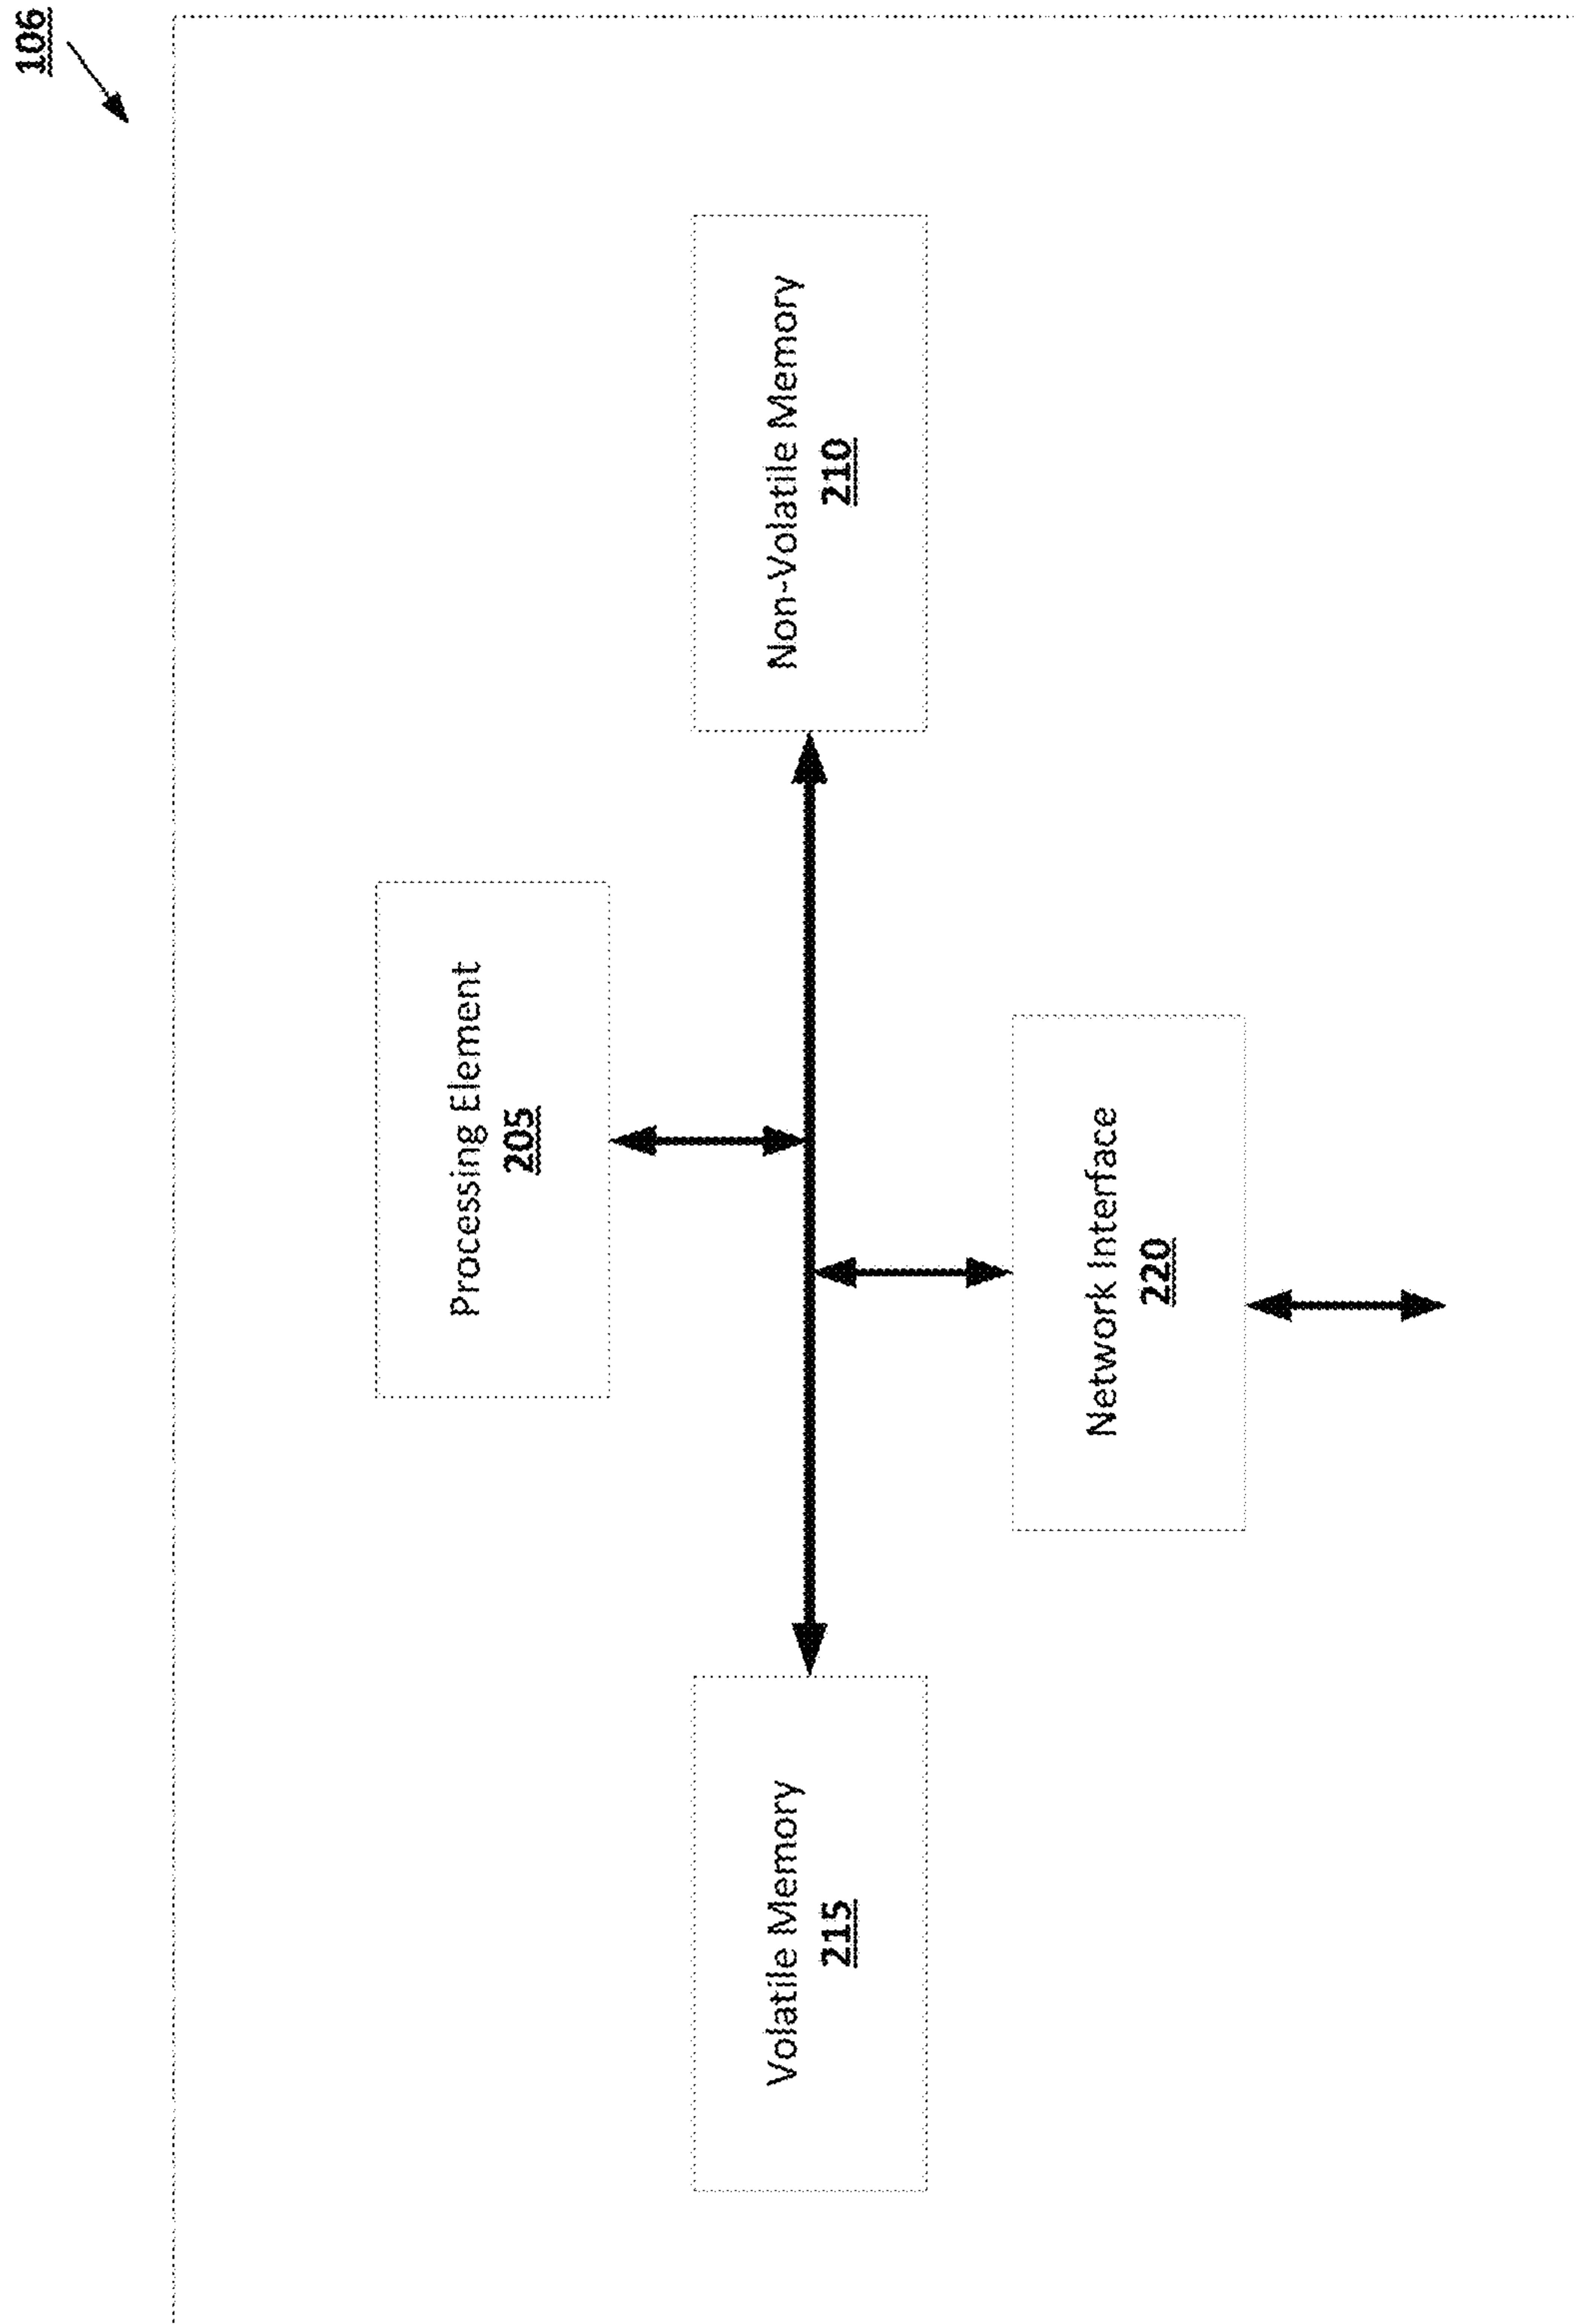 106
Processing Element
205
Volatile Memory
215
Non-Volatile Memory
210
Network Interface
220